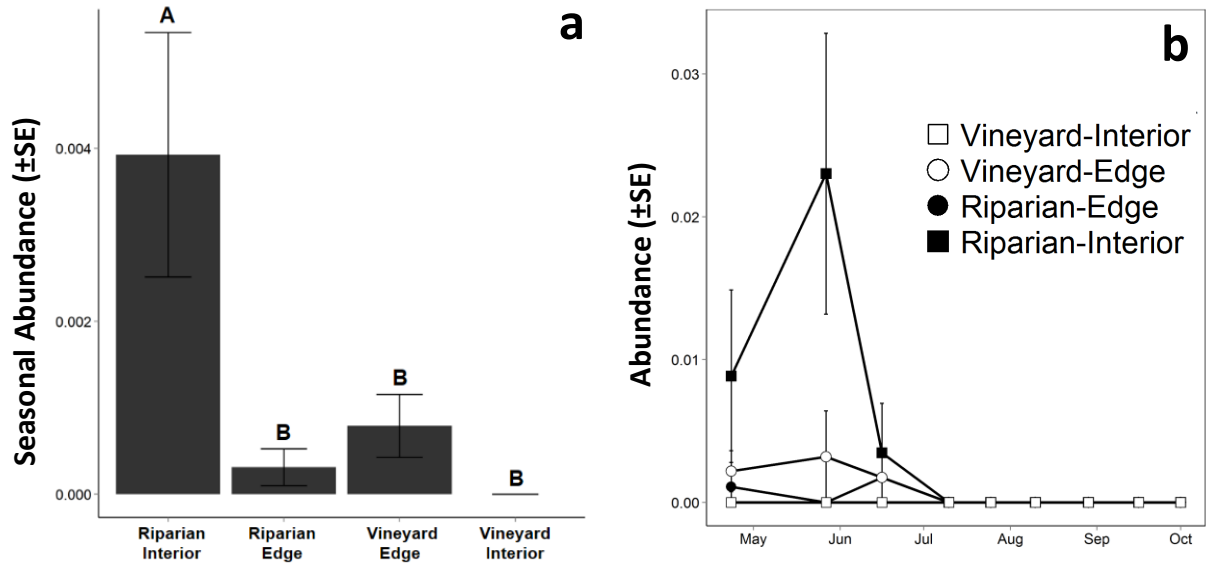 a
A
B
B
B
Seasonal Abundance (±SE)
0.004
0.002
0.000
Riparian
Interior
Riparian
Edge
Vineyard
Edge
Vineyard
Interior
b
Abundance (±SE)
0.03
0.02
0.01
0.00
Vineyard-Interior
Vineyard-Edge
Riparian-Edge
Riparian-Interior
May
Jun
Jul
Aug
Sep
Oct